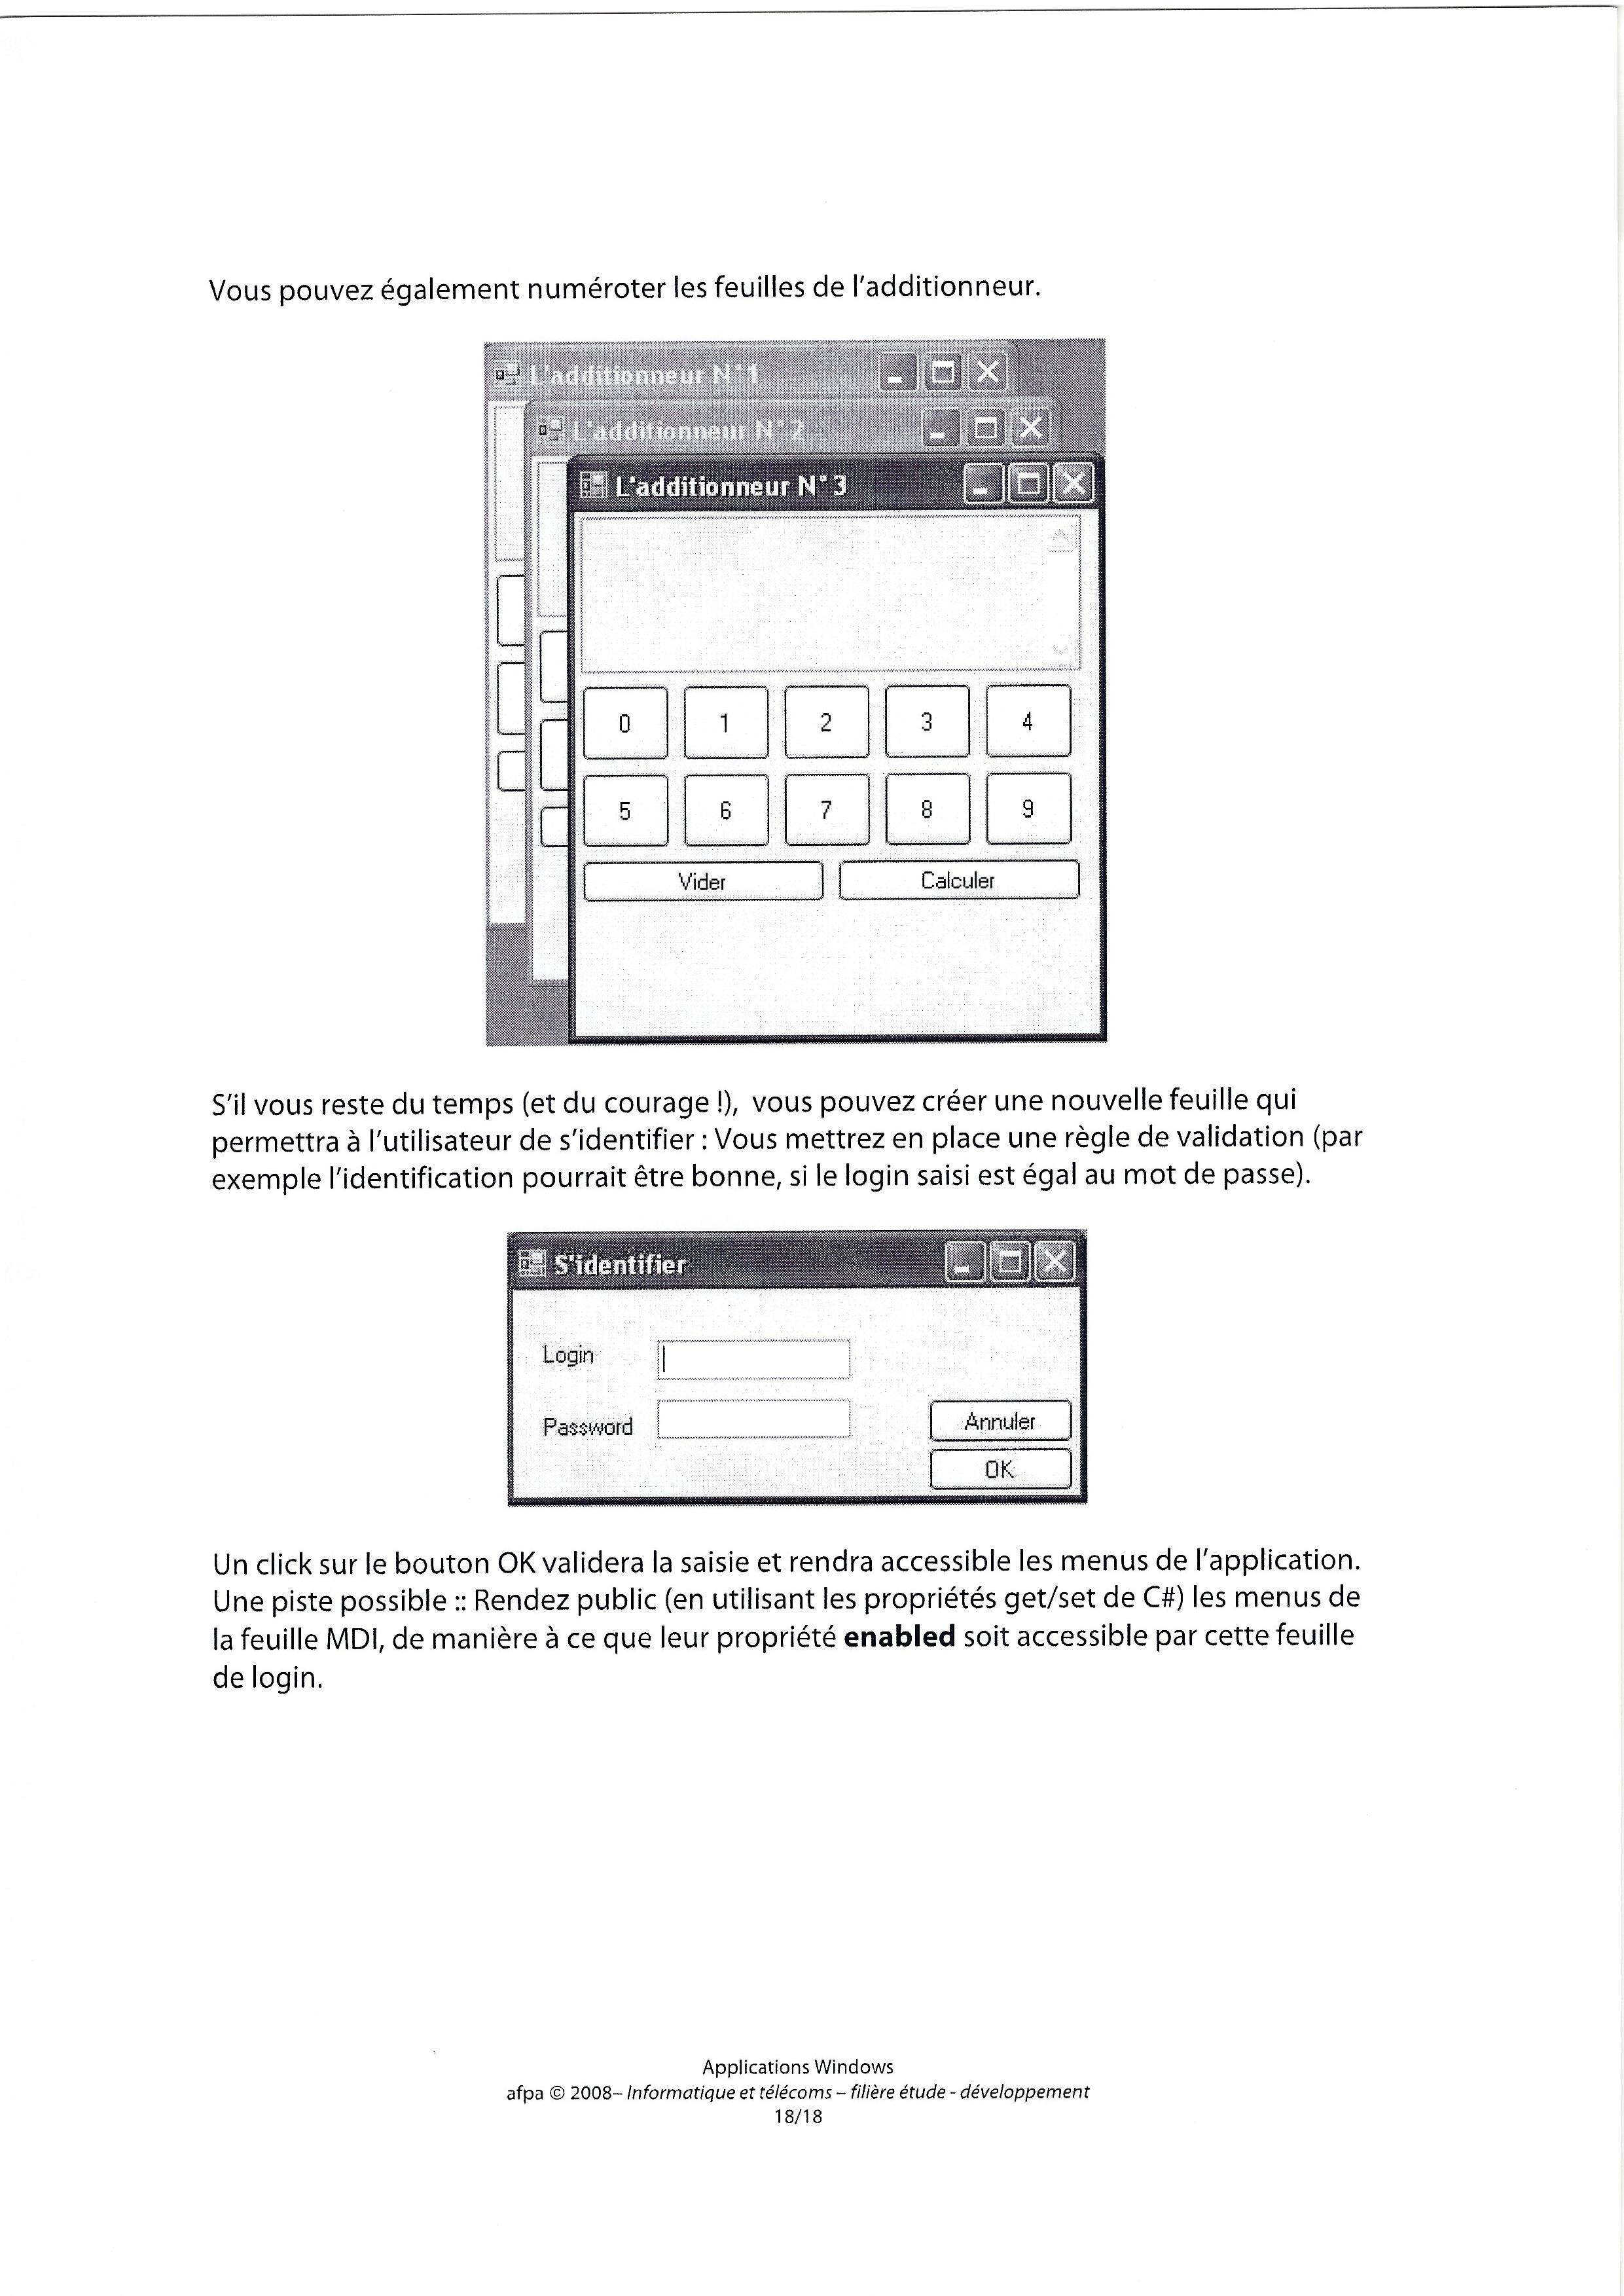 Vous pouvez également numéroter les feuilles de l'additionneur.
L'additionneur N°1
L'additionneur N°2
L'additionneur N°3
0 1 2 3 4
5 6 7 8 9
Vider Calculer
S'il vous reste du temps (et du courage !), vous pouvez créer une nouvelle feuille qui
permettra à l'utilisateur de s'identifier : Vous mettrez en place une règle de validation (par
exemple l'identification pourrait être bonne, si le login saisi est égal au mot de passe).
S'identifier
Login
Password
Annuler
OK
Un click sur le bouton OK validera la saisie et rendra accessible les menus de l'application.
Une piste possible :: Rendez public (en utilisant les propriétés get/set de C#) les menus de
la feuille MDI, de manière à ce que leur propriété enabled soit accessible par cette feuille
de login.
Applications Windows
afpa © 2008– Informatique et télécoms – filière étude - développement
18/18